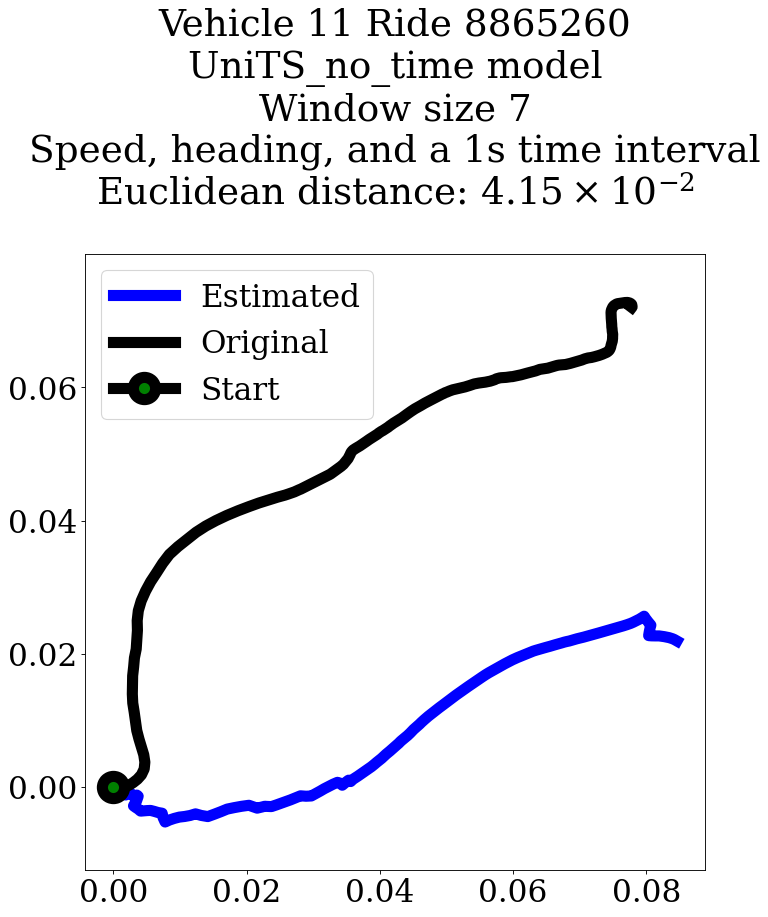 Vehicle 11 Ride 8865260
UniTS_no_time model
Window size 7
Speed, heading, and a 1s time interval
Euclidean distance: 4.15 × 10⁻²
Estimated
Original
Start
0.06
0.04
0.02
0.00
0.00 0.02 0.04 0.06 0.08